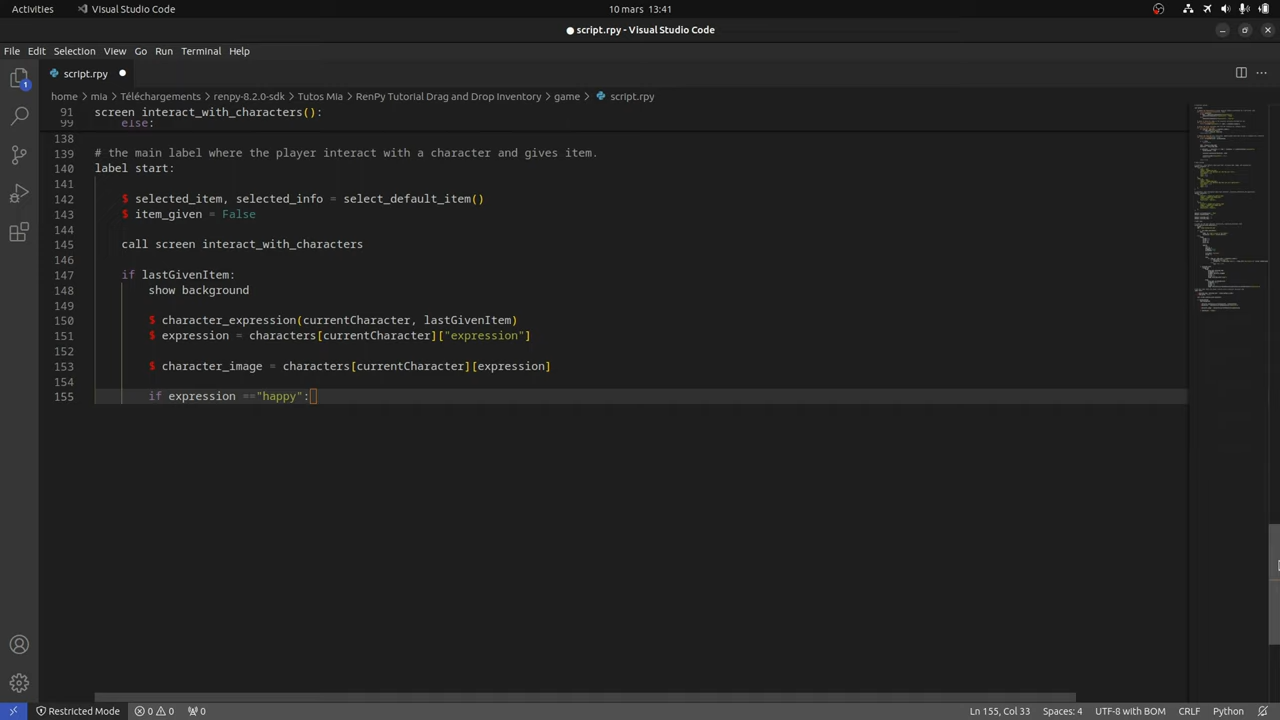 Activities
Visual Studio Code
10 mars 13:41
● script.rpy - Visual Studio Code
File Edit Selection View Go Run Terminal Help
script.rpy
home > mia > Téléchargements > renpy-8.2.0-sdk > Tutos Mia > RenPy Tutorial Drag and Drop Inventory > game > script.rpy
1
91 screen interact_with_characters():
99 else:
138
139 # the main label where the player interact with a character and gives item.
140 label start:
141
142 $ selected_item, selected_info = select_default_item()
143 $ item_given = False
144
145 call screen interact_with_characters
146
147 if lastGivenItem:
148 show background
149
150 $ character_expression(currentCharacter, lastGivenItem)
151 $ expression = characters[currentCharacter]["expression"]
152
153 $ character_image = characters[currentCharacter][expression]
154
155 if expression =="happy":
Restricted Mode
0 0
0
Ln 155, Col 33
Spaces: 4
UTF-8 with BOM
CRLF
Python